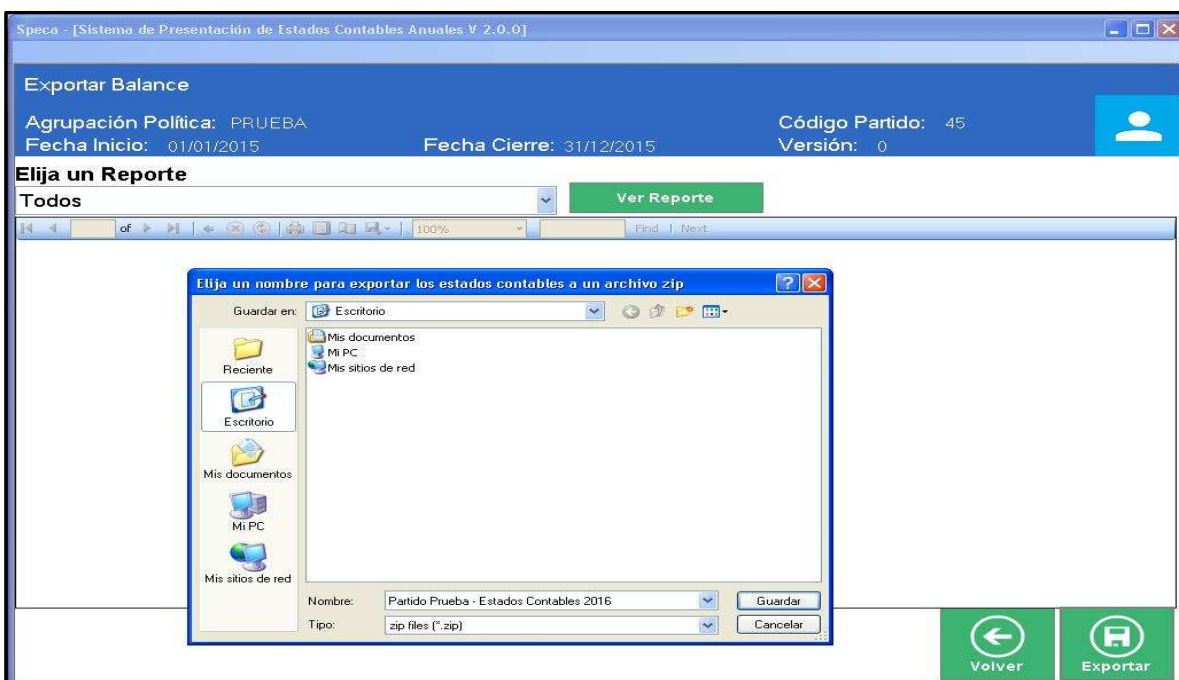 Speca - [Sistema de Presentación de Estados Contables Anuales V 2.0.0]
Exportar Balance
Agrupación Política: PRUEBA
Código Partido: 45
Fecha Inicio: 01/01/2015
Fecha Cierre: 31/12/2015
Versión: 0
Elija un Reporte
Todos
Ver Reporte
of
100%
Find | Next
Elija un nombre para exportar los estados contables a un archivo zip
Guardar en: Escritorio
Reciente
Escritorio
Mis documentos
Mi PC
Mis sitios de red
Mis documentos
Mi PC
Mis sitios de red
Nombre: Partido Prueba - Estados Contables 2016
Guardar
Tipo: zip files (*.zip)
Cancelar
Volver
Exportar